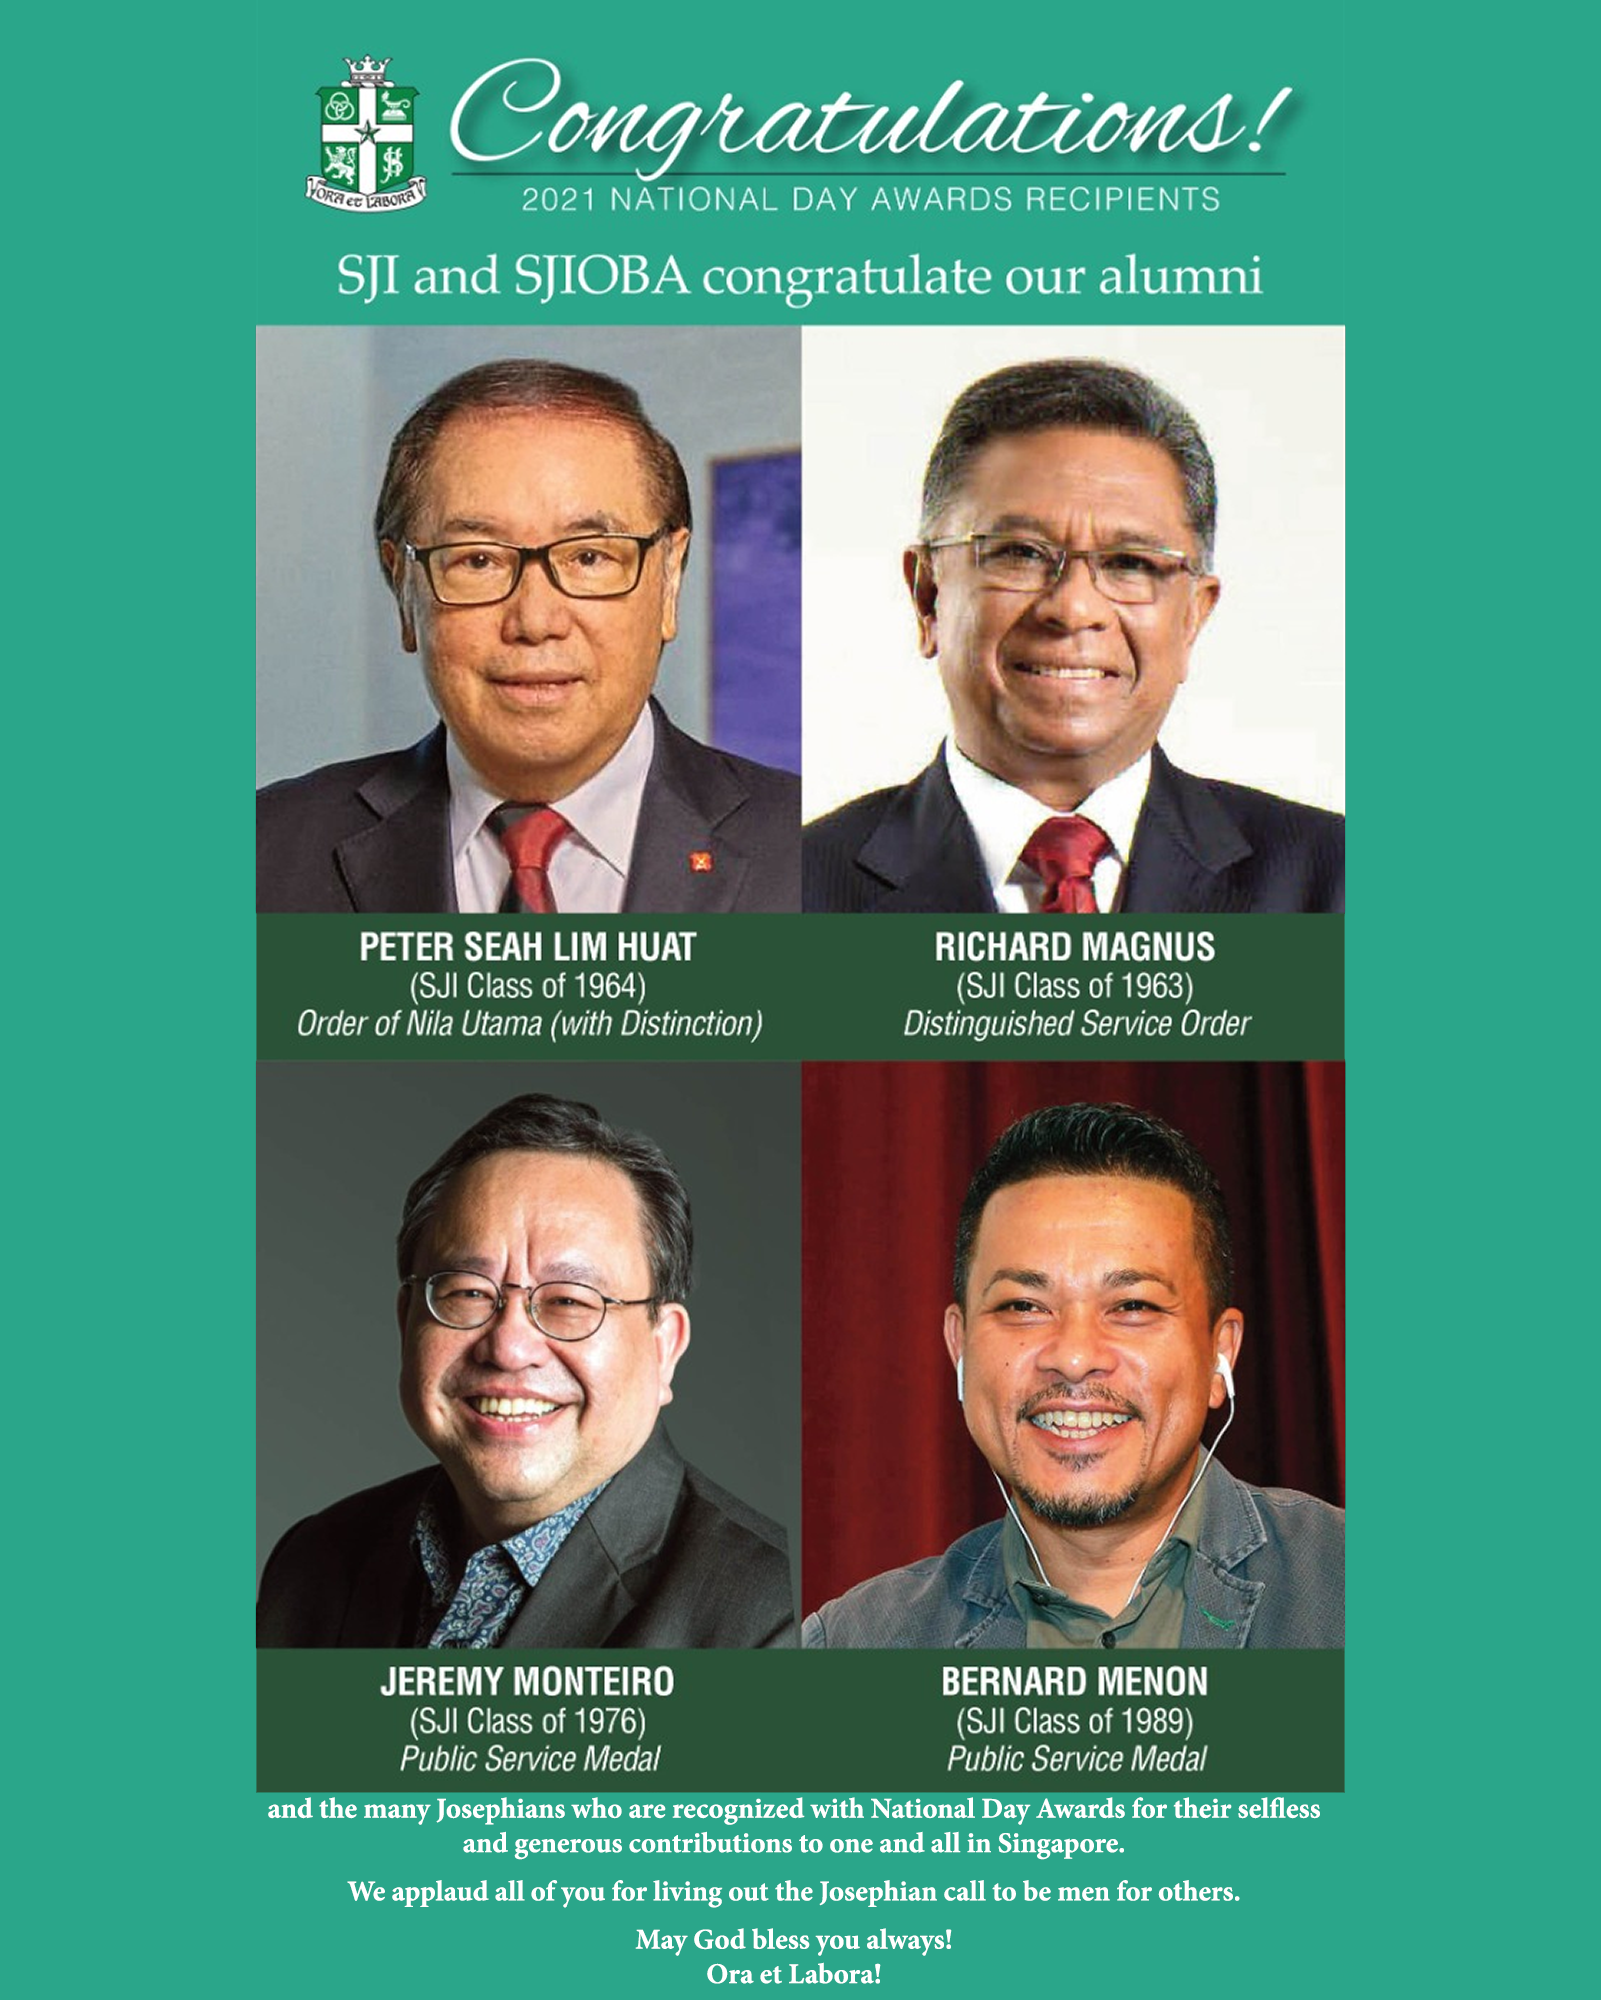 ORA et LABORA
Congratulations!
2021 NATIONAL DAY AWARDS RECIPIENTS
SJI and SJIOBA congratulate our alumni
PETER SEAH LIM HUAT
(SJI Class of 1964)
Order of Nila Utama (with Distinction)
RICHARD MAGNUS
(SJI Class of 1963)
Distinguished Service Order
JEREMY MONTEIRO
(SJI Class of 1976)
Public Service Medal
BERNARD MENON
(SJI Class of 1989)
Public Service Medal
and the many Josephians who are recognized with National Day Awards for their selfless
and generous contributions to one and all in Singapore.
We applaud all of you for living out the Josephian call to be men for others.
May God bless you always!
Ora et Labora!